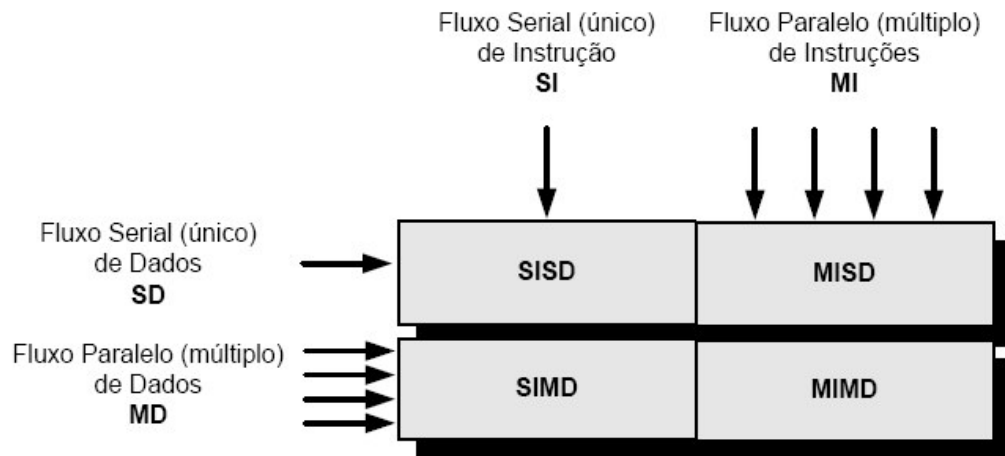 Fluxo Serial (único)
de Instrução
SI
Fluxo Paralelo (múltiplo)
de Instruções
MI
Fluxo Serial (único)
de Dados
SD
SISD
MISD
Fluxo Paralelo (múltiplo)
de Dados
MD
SIMD
MIMD